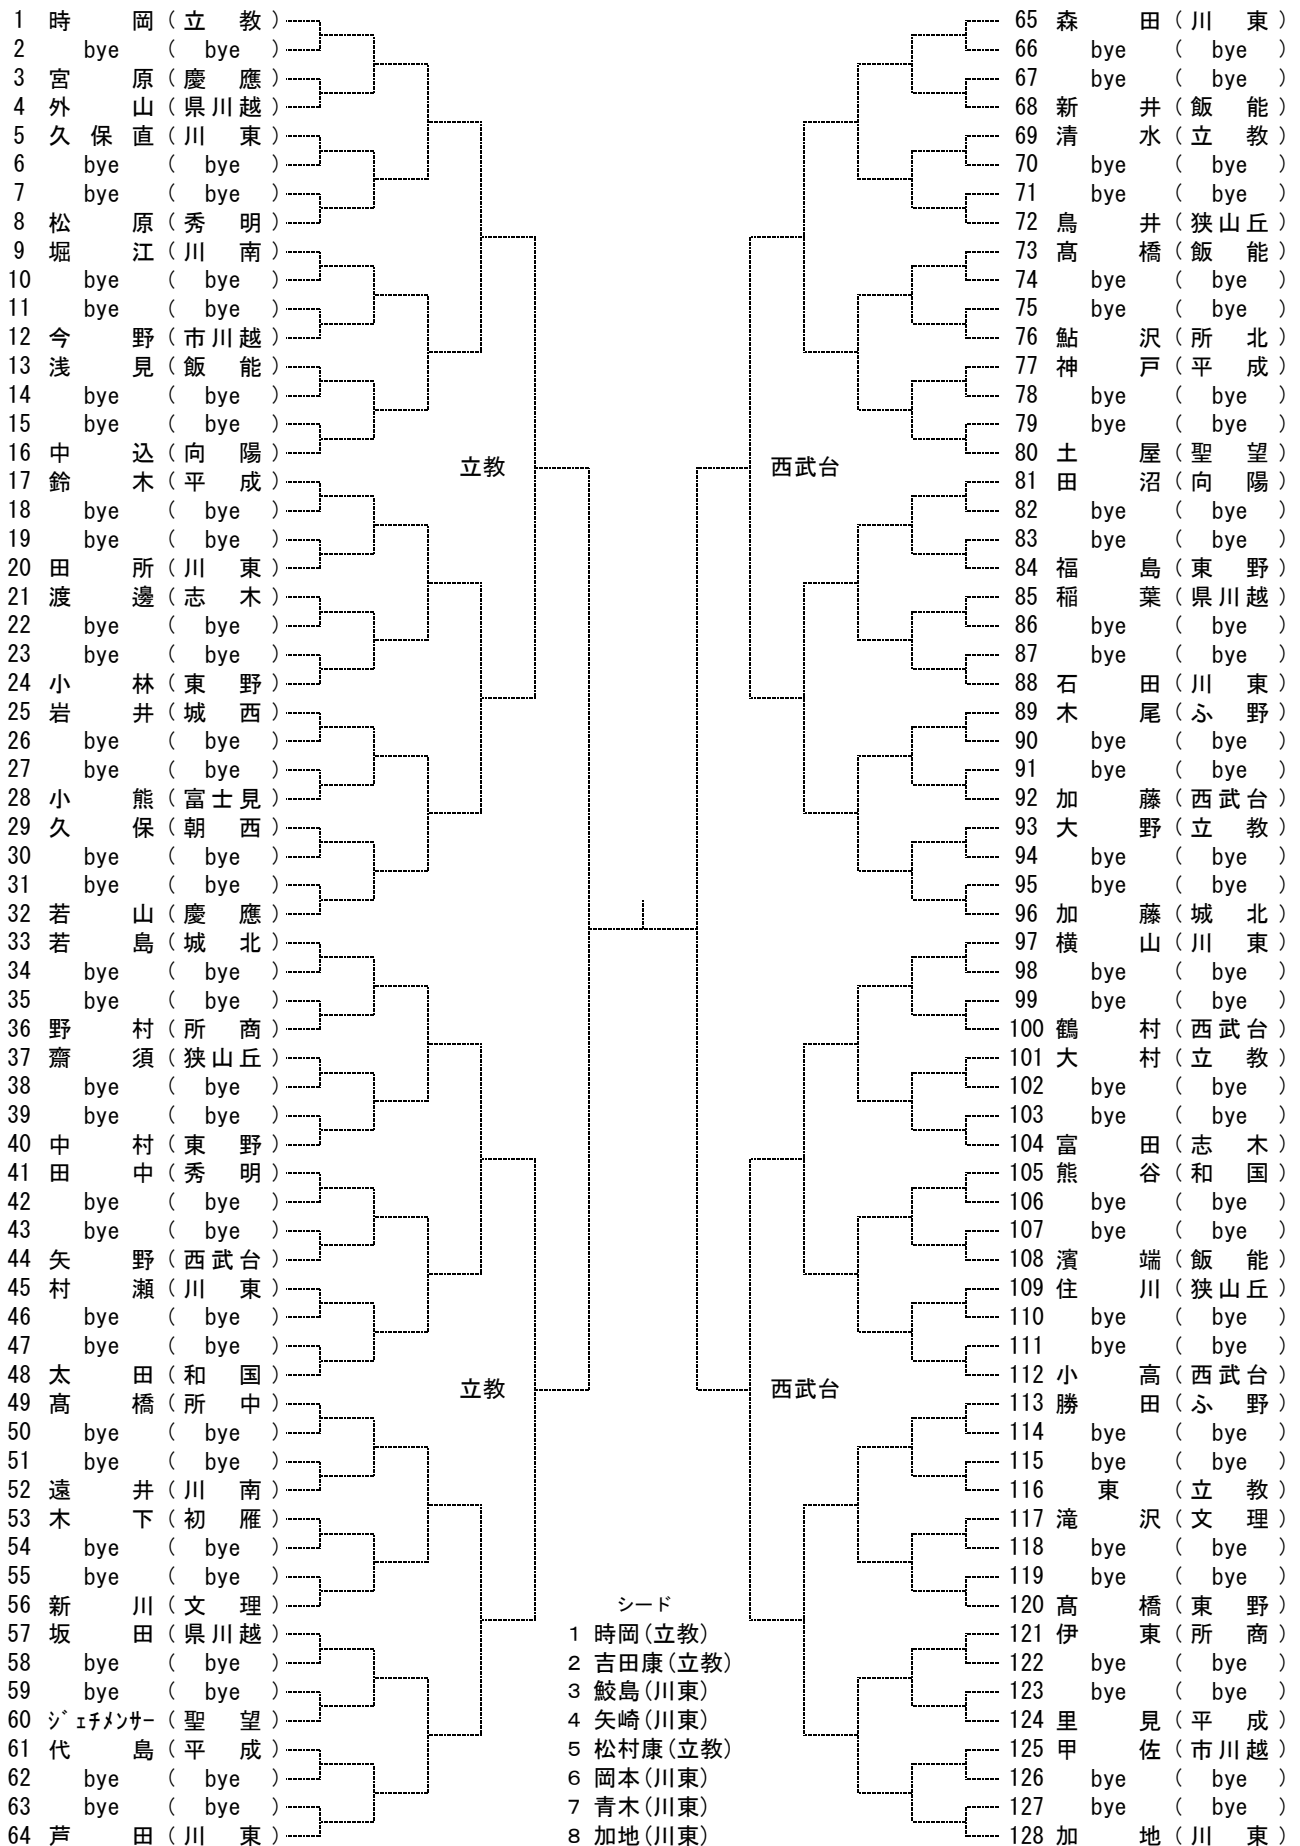 1 時岡（立教）
2 bye（bye）
3 宮原（慶應）
4 外山（県川越）
5 久保直（川東）
6 bye（bye）
7 bye（bye）
8 松原（秀明）
9 堀江（川南）
10 bye（bye）
11 bye（bye）
12 今野（市川越）
13 浅見（飯能）
14 bye（bye）
15 bye（bye）
16 中込（向陽）
17 鈴木（平成）
18 bye（bye）
19 bye（bye）
20 田所（川東）
21 渡邊（志木）
22 bye（bye）
23 bye（bye）
24 小林（東野）
25 岩井（城西）
26 bye（bye）
27 bye（bye）
28 小熊（富士見）
29 久保（朝西）
30 bye（bye）
31 bye（bye）
32 若山（慶應）
33 若島（城北）
34 bye（bye）
35 bye（bye）
36 野村（所商）
37 齋須（狭山丘）
38 bye（bye）
39 bye（bye）
40 中村（東野）
41 田中（秀明）
42 bye（bye）
43 bye（bye）
44 矢野（西武台）
45 村瀬（川東）
46 bye（bye）
47 bye（bye）
48 太田（和国）
49 髙橋（所中）
50 bye（bye）
51 bye（bye）
52 遠井（川南）
53 木下（初雁）
54 bye（bye）
55 bye（bye）
56 新川（文理）
57 坂田（県川越）
58 bye（bye）
59 bye（bye）
60 ジェチメンサー（聖望）
61 代島（平成）
62 bye（bye）
63 bye（bye）
64 芦田（川東）
立教
立教
西武台
西武台
シード
1 時岡(立教)
2 吉田康(立教)
3 鮫島(川東)
4 矢崎(川東)
5 松村康(立教)
6 岡本(川東)
7 青木(川東)
8 加地(川東)
65 森田（川東）
66 bye（bye）
67 bye（bye）
68 新井（飯能）
69 清水（立教）
70 bye（bye）
71 bye（bye）
72 鳥井（狭山丘）
73 髙橋（飯能）
74 bye（bye）
75 bye（bye）
76 鮎沢（所北）
77 神戸（平成）
78 bye（bye）
79 bye（bye）
80 土屋（聖望）
81 田沼（向陽）
82 bye（bye）
83 bye（bye）
84 福島（東野）
85 稲葉（県川越）
86 bye（bye）
87 bye（bye）
88 石田（川東）
89 木尾（ふ野）
90 bye（bye）
91 bye（bye）
92 加藤（西武台）
93 大野（立教）
94 bye（bye）
95 bye（bye）
96 加藤（城北）
97 横山（川東）
98 bye（bye）
99 bye（bye）
100 鶴村（西武台）
101 大村（立教）
102 bye（bye）
103 bye（bye）
104 富田（志木）
105 熊谷（和国）
106 bye（bye）
107 bye（bye）
108 濱端（飯能）
109 住川（狭山丘）
110 bye（bye）
111 bye（bye）
112 小高（西武台）
113 勝田（ふ野）
114 bye（bye）
115 bye（bye）
116 東（立教）
117 滝沢（文理）
118 bye（bye）
119 bye（bye）
120 髙橋（東野）
121 伊東（所商）
122 bye（bye）
123 bye（bye）
124 里見（平成）
125 甲佐（市川越）
126 bye（bye）
127 bye（bye）
128 加地（川東）